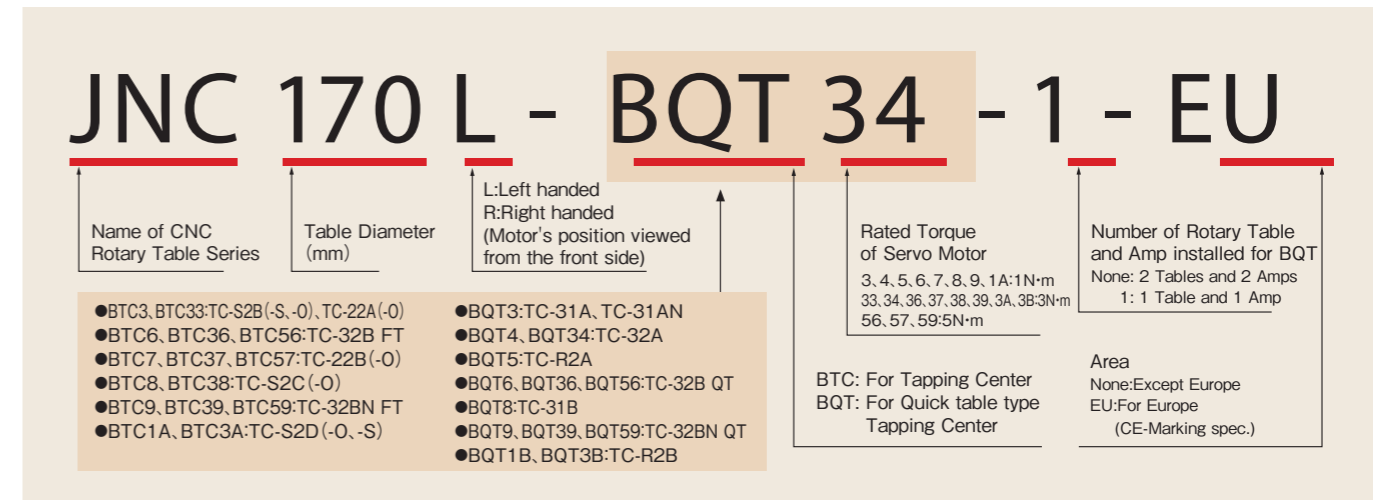 JNC 170 L - BQT 34 - 1 - EU
Name of CNC
Rotary Table Series
Table Diameter
(mm)
L:Left handed
R:Right handed
(Motor's position viewed
from the front side)
Rated Torque
of Servo Motor
3、4、5、6、7、8、9、1A:1N･m
33、34、36、37、38、39、3A、3B:3N･m
56、57、59:5N･m
Number of Rotary Table
and Amp installed for BQT
None: 2 Tables and 2 Amps
1: 1 Table and 1 Amp
●BTC3、BTC33:TC-S2B(-S、-O)、TC-22A(-O)
●BTC6、BTC36、BTC56:TC-32B FT
●BTC7、BTC37、BTC57:TC-22B(-O)
●BTC8、BTC38:TC-S2C(-O)
●BTC9、BTC39、BTC59:TC-32BN FT
●BTC1A、BTC3A:TC-S2D(-O、-S)
●BQT3:TC-31A、TC-31AN
●BQT4、BQT34:TC-32A
●BQT5:TC-R2A
●BQT6、BQT36、BQT56:TC-32B QT
●BQT8:TC-31B
●BQT9、BQT39、BQT59:TC-32BN QT
●BQT1B、BQT3B:TC-R2B
BTC: For Tapping Center
BQT: For Quick table type
Tapping Center
Area
None:Except Europe
EU:For Europe
(CE-Marking spec.)